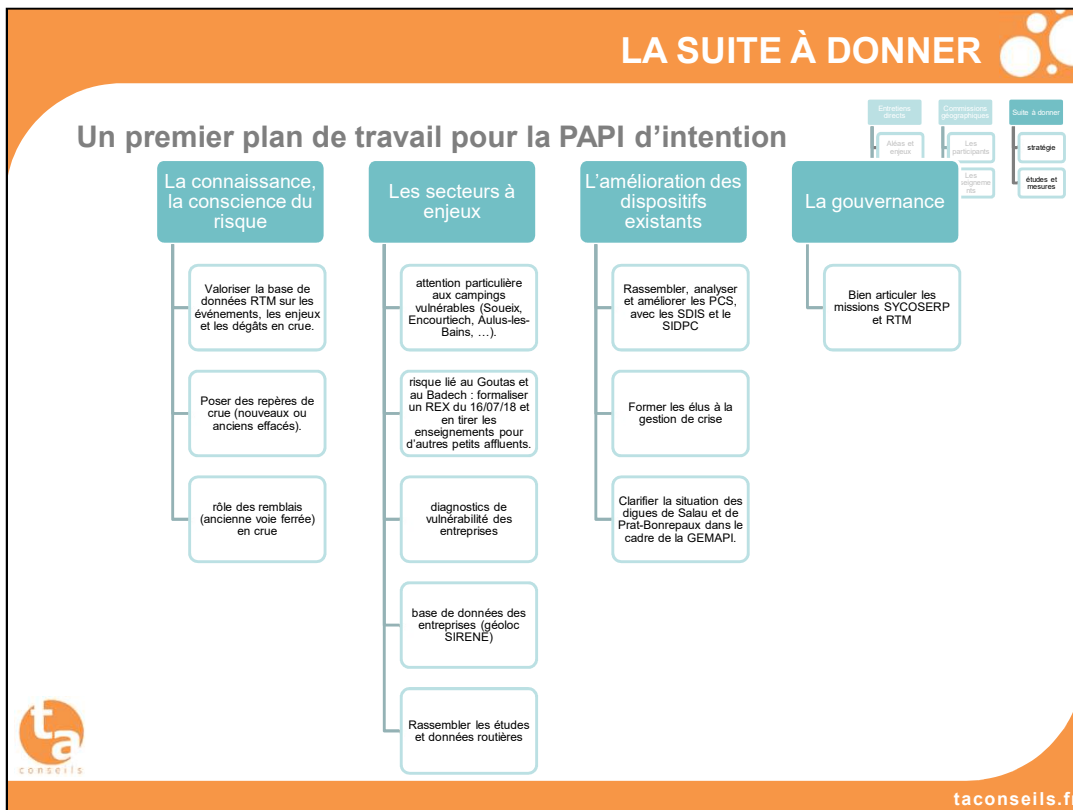 LA SUITE À DONNER
Entretiens
directe
Aléas et
enjeux
Commissions
géographiques
Les
participants
Les
nseigneme
nts
Suite à donner
stratégie
études et
mesures
Un premier plan de travail pour la PAPI d'intention
La connaissance,
la conscience du
risque
Valoriser la base de
données RTM sur les
événements, les enjeux
et les dégâts en crue.
Poser des repères de
crue (nouveaux ou
anciens effacés).
rôle des remblais
(ancienne voie ferrée)
en crue
Les secteurs à
enjeux
attention particulière
aux campings
vulnérables (Soueix,
Encourtiech, Aulus-les-
Bains, …).
risque lié au Goutas et
au Badech : formaliser
un REX du 16/07/18 et
en tirer les
enseignements pour
d'autres petits affluents.
diagnostics de
vulnérabilité des
entreprises
base de données des
entreprises (géoloc
SIRENE)
Rassembler les études
et données routières
L'amélioration des
dispositifs
existants
Rassembler, analyser
et améliorer les PCS,
avec les SDIS et le
SIDPC
Former les élus à la
gestion de crise
Clarifier la situation des
digues de Salau et de
Prat-Bonrepaux dans le
cadre de la GEMAPI.
La gouvernance
Bien articuler les
missions SYCOSERP
et RTM
ta
conseils
taconseils.fr